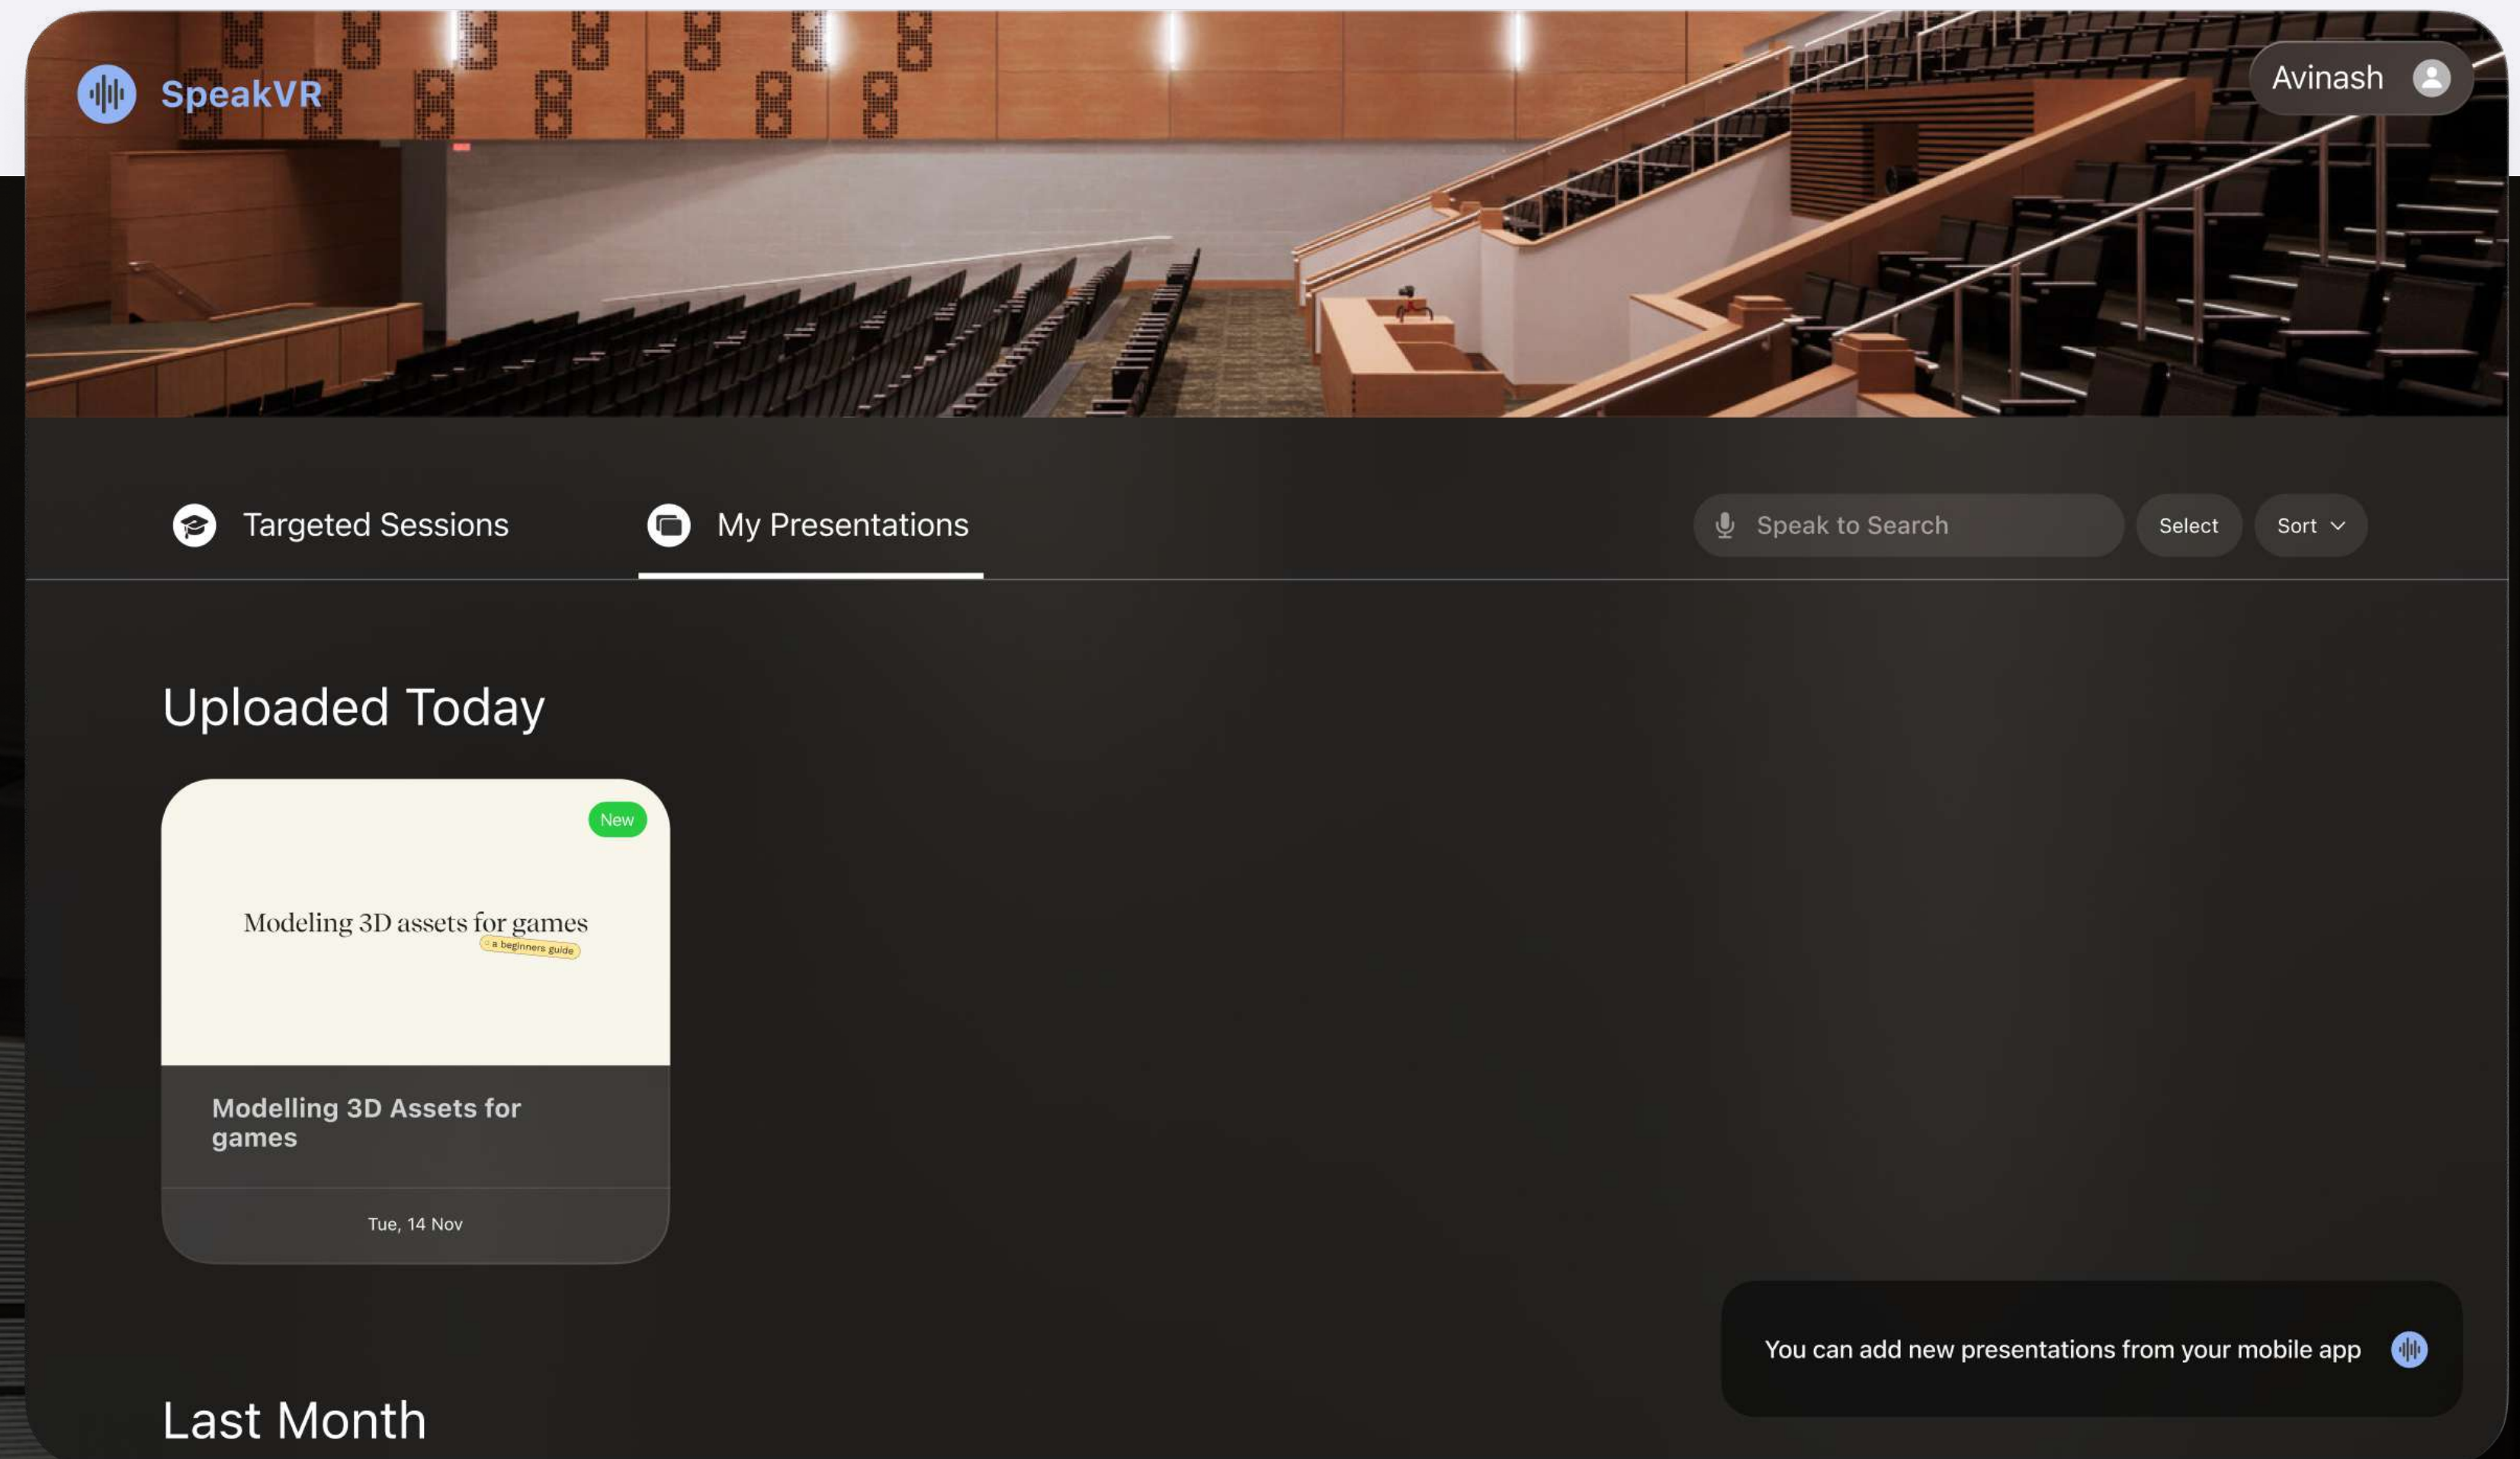 SpeakVR
Avinash
Targeted Sessions
My Presentations
Speak to Search
Select
Sort
Uploaded Today
New
Modeling 3D assets for games
a beginners guide
Modelling 3D Assets for
games
Tue, 14 Nov
You can add new presentations from your mobile app
Last Month